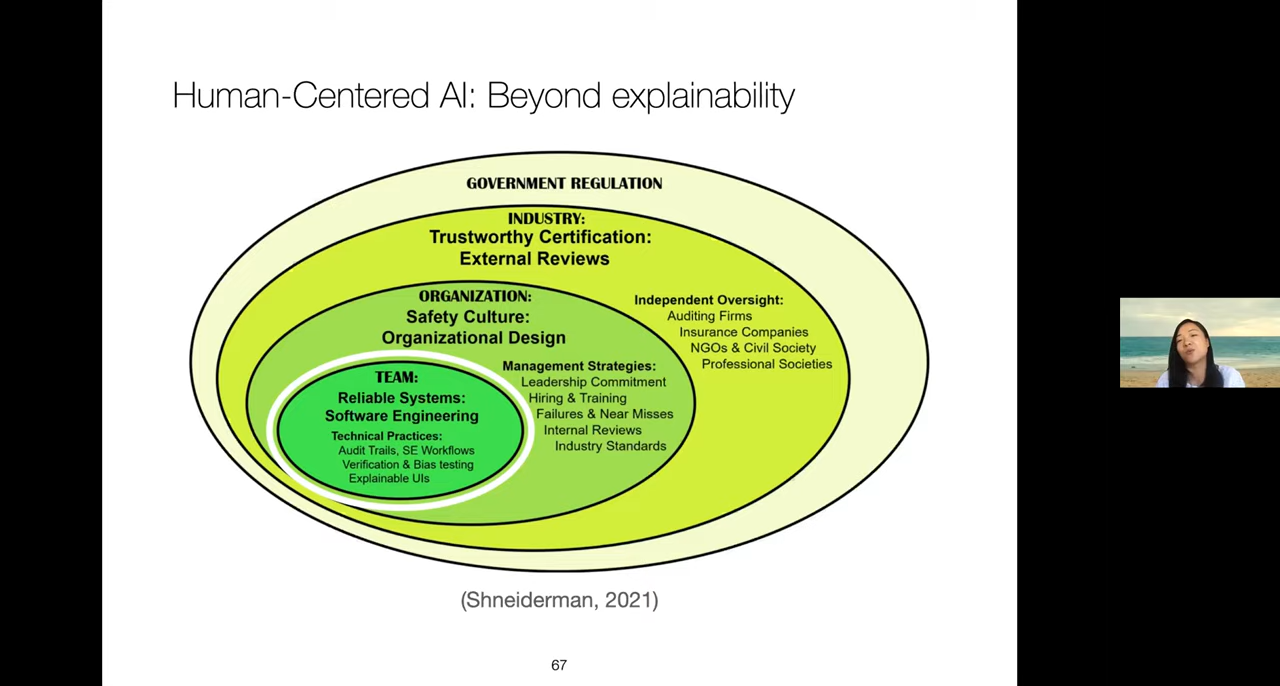 Human-Centered AI: Beyond explainability
GOVERNMENT REGULATION
INDUSTRY:
Trustworthy Certification:
External Reviews
ORGANIZATION:
Safety Culture:
Organizational Design
Independent Oversight:
Auditing Firms
Insurance Companies
NGOs & Civil Society
Professional Societies
TEAM:
Reliable Systems:
Software Engineering
Technical Practices:
Audit Trails, SE Workflows
Verification & Bias testing
Explainable UIs
Management Strategies:
Leadership Commitment
Hiring & Training
Failures & Near Misses
Internal Reviews
Industry Standards
(Shneiderman, 2021)
67